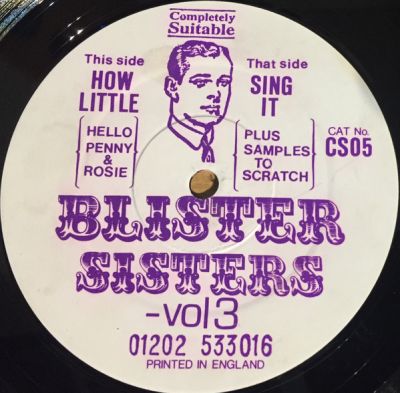 Completely
Suitable
This side
HOW
LITTLE
HELLO
PENNY
&
ROSIE
That side
SING
IT
PLUS
SAMPLES
TO
SCRATCH
CAT No.
CS05
BLISTER
SISTERS
-vol3
01202 533016
PRINTED IN ENGLAND